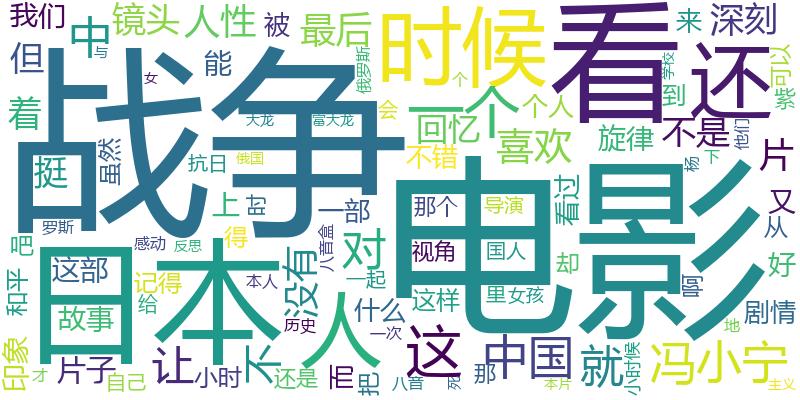 我们
镜头
人性
被
最后
时候
看
来
深刻
但
中
与
能
俄罗斯
个
还
学校
可以
女
战争
着
会
一个
个人
到
紫
挺
虽然
抗日
天龙
富大龙
俄国
回忆
不错
喜欢
旋律
不是
他们
片
杨
下
罗斯
上
时
一部
电影
那个
导演
看过
又
吧
感动
反思
得
八音盒
视角
国人
从
日本
这部
记得
本人
没有
对
一起
却
啊
好
和平
给
故事
人
什么
这样
里
女孩
剧情
历史
一次
这
地
印象
才
片子
让
不
自己
小时
还是
而
把
八音
死
那
中国
就
小时候
冯小宁
本片
主义